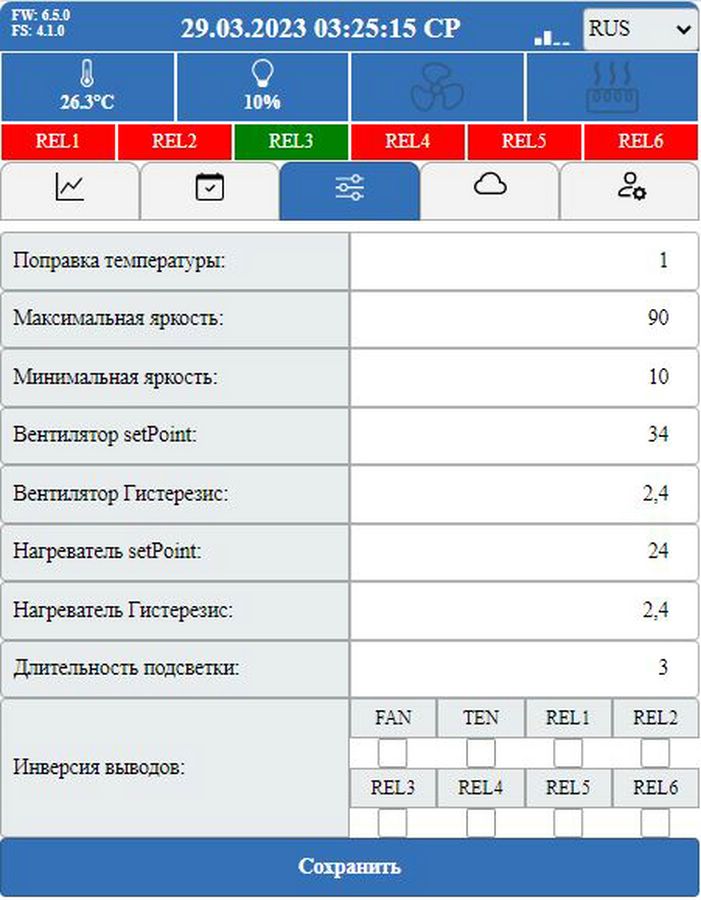 FW: 6.5.0
FS: 4.1.0
29.03.2023 03:25:15 СР
RUS
26.3°C
10%
REL1 REL2 REL3 REL4 REL5 REL6
Поправка температуры: 1
Максимальная яркость: 90
Минимальная яркость: 10
Вентилятор setPoint: 34
Вентилятор Гистерезис: 2,4
Нагреватель setPoint: 24
Нагреватель Гистерезис: 2,4
Длительность подсветки: 3
Инверсия выводов:
FAN TEN REL1 REL2
REL3 REL4 REL5 REL6
Сохранить